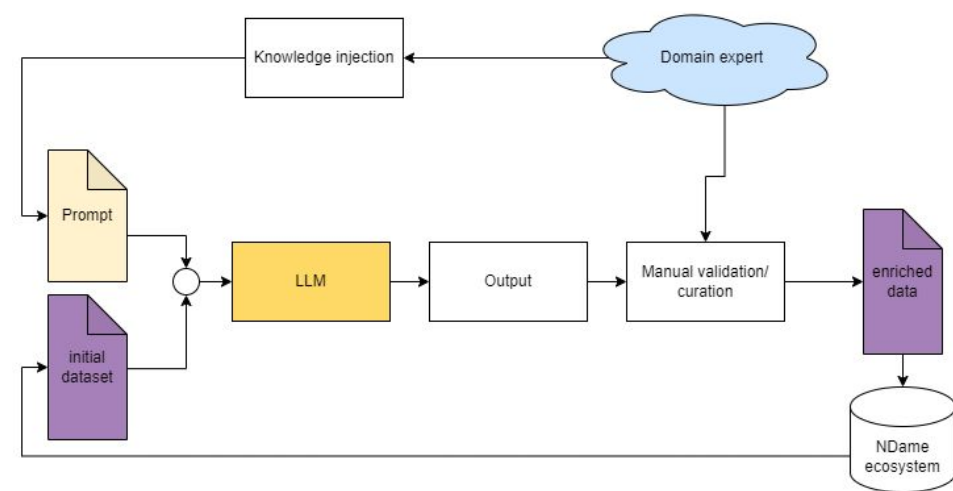 Knowledge injection
Domain expert
Prompt
LLM
Output
Manual validation/
curation
enriched
data
initial
dataset
NDame
ecosystem